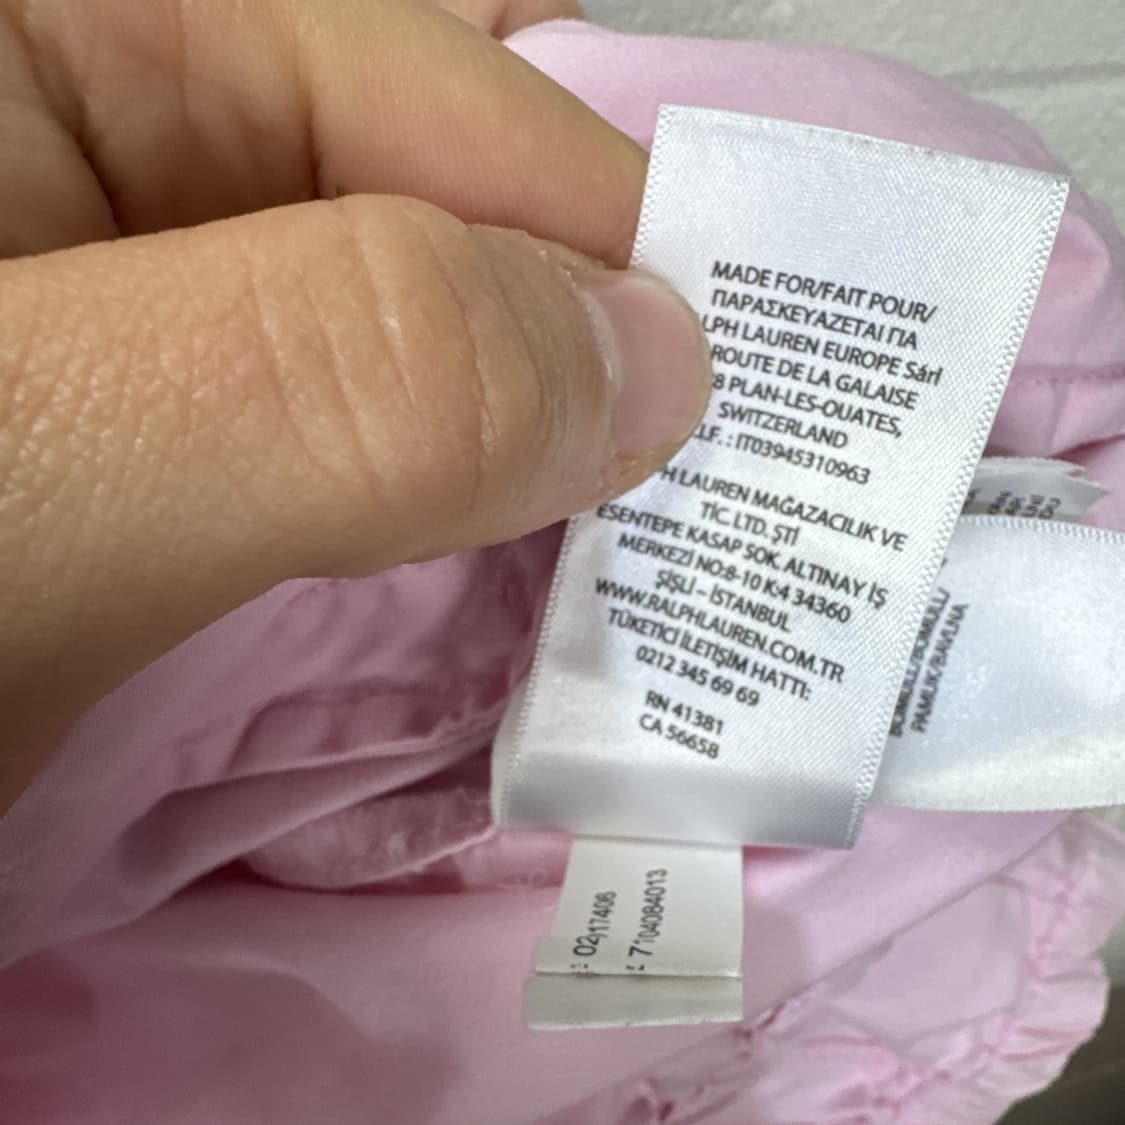 MADE FOR/FAIT POUR/
ΠΑΡΑΣΚΕΥΑΖΕΤΑΙ ΓΙΑ
LPH LAUREN EUROPE Sárl
ROUTE DE LA GALAISE
8 PLAN-LES-OUATES,
SWITZERLAND
.I.F. : IT03945310963
H LAUREN MAĞAZACILIK VE
TİC. LTD. ŞTİ
ESENTEPE KASAP SOK. ALTINAY İŞ
MERKEZİ NO:8-10 K:4 34360
ŞİŞLİ – İSTANBUL
WWW.RALPHLAUREN.COM.TR
TÜKETİCİ İLETİŞİM HATTI:
0212 345 69 69
RN 41381
CA 56658
PAMUK/BAVLNA
02)17406
7104084013